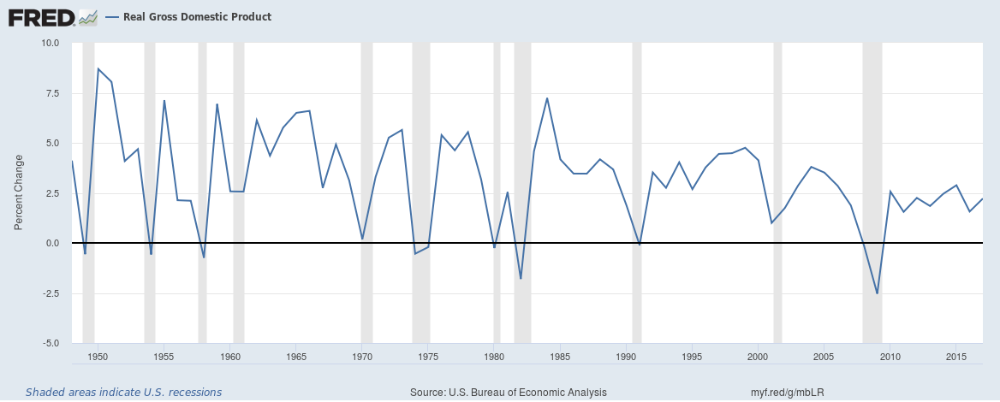 FRED
Real Gross Domestic Product
Percent Change
10.0
7.5
5.0
2.5
0.0
-2.5
-5.0
1950 1955 1960 1965 1970 1975 1980 1985 1990 1995 2000 2005 2010 2015
Shaded areas indicate U.S. recessions
Source: U.S. Bureau of Economic Analysis
myf.red/g/mbLR